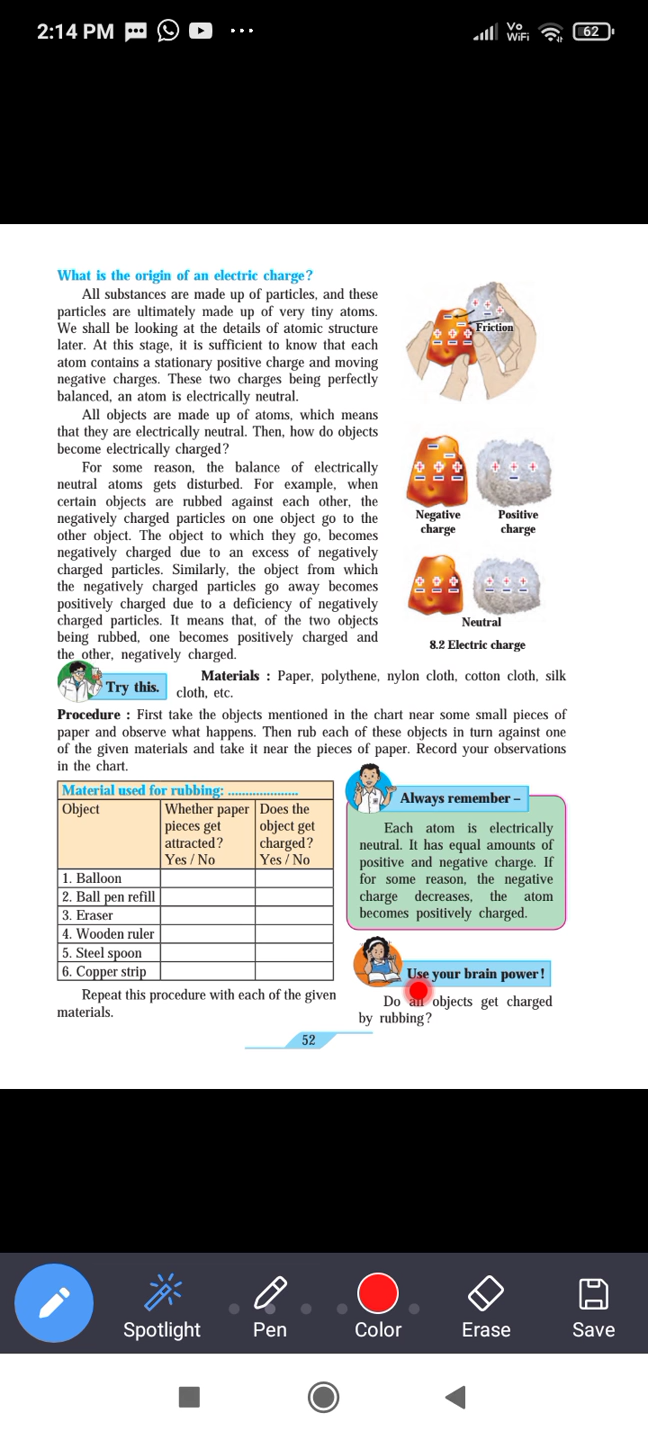 2:14 PM
Vo
WiFi
62
What is the origin of an electric charge?
All substances are made up of particles, and these
particles are ultimately made up of very tiny atoms.
We shall be looking at the details of atomic structure
later. At this stage, it is sufficient to know that each
atom contains a stationary positive charge and moving
negative charges. These two charges being perfectly
balanced, an atom is electrically neutral.
All objects are made up of atoms, which means
that they are electrically neutral. Then, how do objects
become electrically charged?
For some reason, the balance of electrically
neutral atoms gets disturbed. For example, when
certain objects are rubbed against each other, the
negatively charged particles on one object go to the
other object. The object to which they go, becomes
negatively charged due to an excess of negatively
charged particles. Similarly, the object from which
the negatively charged particles go away becomes
positively charged due to a deficiency of negatively
charged particles. It means that, of the two objects
being rubbed, one becomes positively charged and
the other, negatively charged.
Friction
Negative
charge
Positive
charge
Neutral
8.2 Electric charge
Try this.
Materials : Paper, polythene, nylon cloth, cotton cloth, silk
cloth, etc.
Procedure : First take the objects mentioned in the chart near some small pieces of
paper and observe what happens. Then rub each of these objects in turn against one
of the given materials and take it near the pieces of paper. Record your observations
in the chart.
Material used for rubbing: ....................
Object
Whether paper
pieces get
attracted?
Yes / No
Does the
object get
charged?
Yes / No
1. Balloon
2. Ball pen refill
3. Eraser
4. Wooden ruler
5. Steel spoon
6. Copper strip
Repeat this procedure with each of the given
materials.
Always remember –
Each atom is electrically
neutral. It has equal amounts of
positive and negative charge. If
for some reason, the negative
charge decreases, the atom
becomes positively charged.
Use your brain power!
Do all objects get charged
by rubbing?
52
Spotlight
Pen
Color
Erase
Save